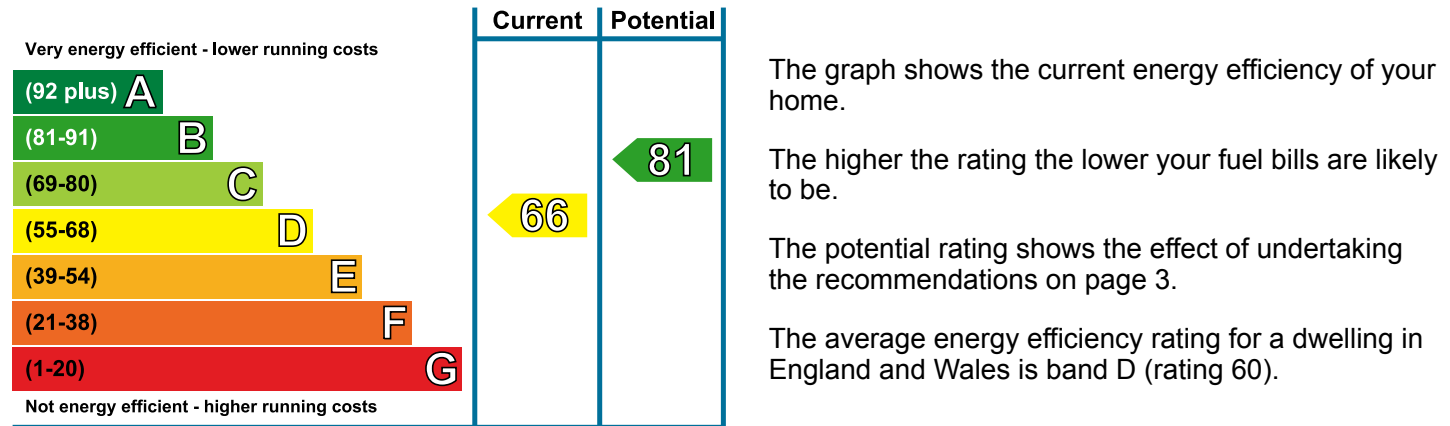 Current Potential
Very energy efficient - lower running costs
(92 plus) A
(81-91) B
(69-80) C
(55-68) D
(39-54) E
(21-38) F
(1-20) G
Not energy efficient - higher running costs
66
81
The graph shows the current energy efficiency of your
home.
The higher the rating the lower your fuel bills are likely
to be.
The potential rating shows the effect of undertaking
the recommendations on page 3.
The average energy efficiency rating for a dwelling in
England and Wales is band D (rating 60).